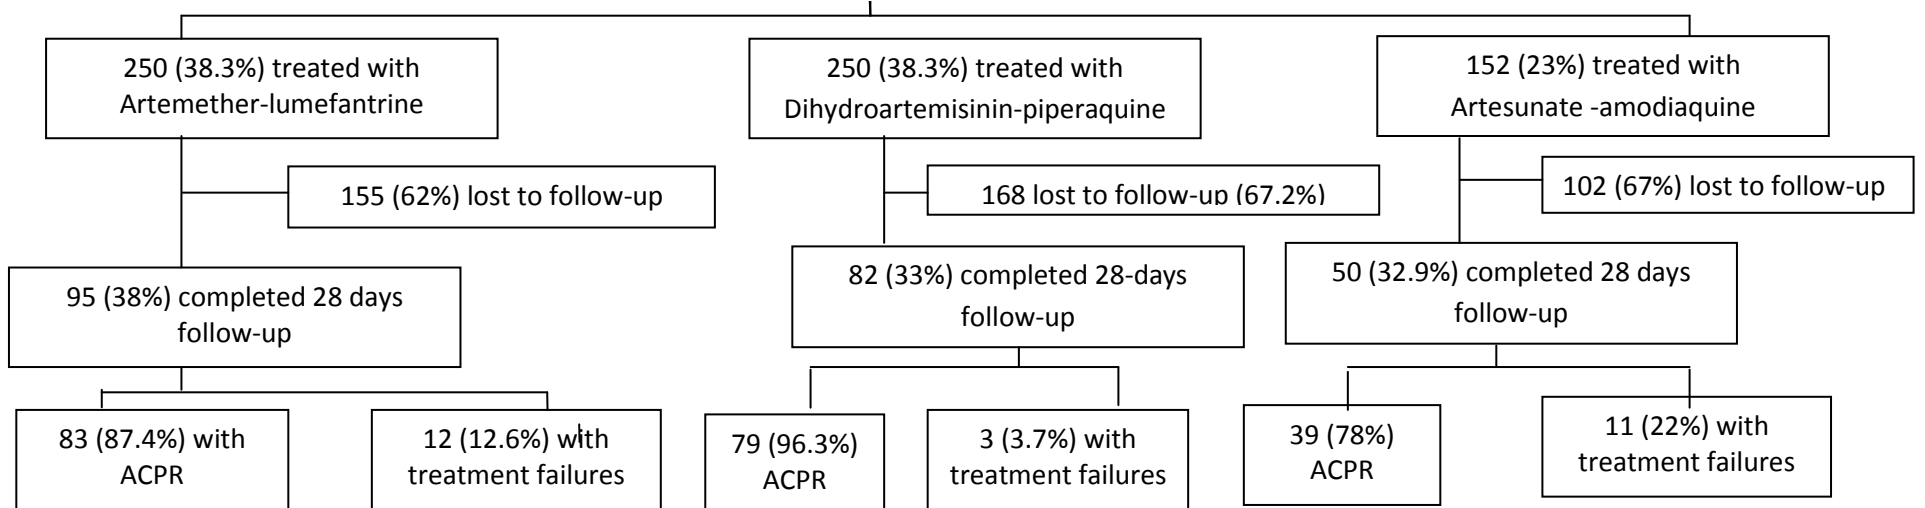 250 (38.3%) treated with
Artemether-lumefantrine
250 (38.3%) treated with
Dihydroartemisinin-piperaquine
152 (23%) treated with
Artesunate -amodiaquine
155 (62%) lost to follow-up
168 lost to follow-up (67.2%)
102 (67%) lost to follow-up
95 (38%) completed 28 days
follow-up
82 (33%) completed 28-days
follow-up
50 (32.9%) completed 28 days
follow-up
83 (87.4%) with
ACPR
12 (12.6%) with
treatment failures
79 (96.3%)
ACPR
3 (3.7%) with
treatment failures
39 (78%)
ACPR
11 (22%) with
treatment failures